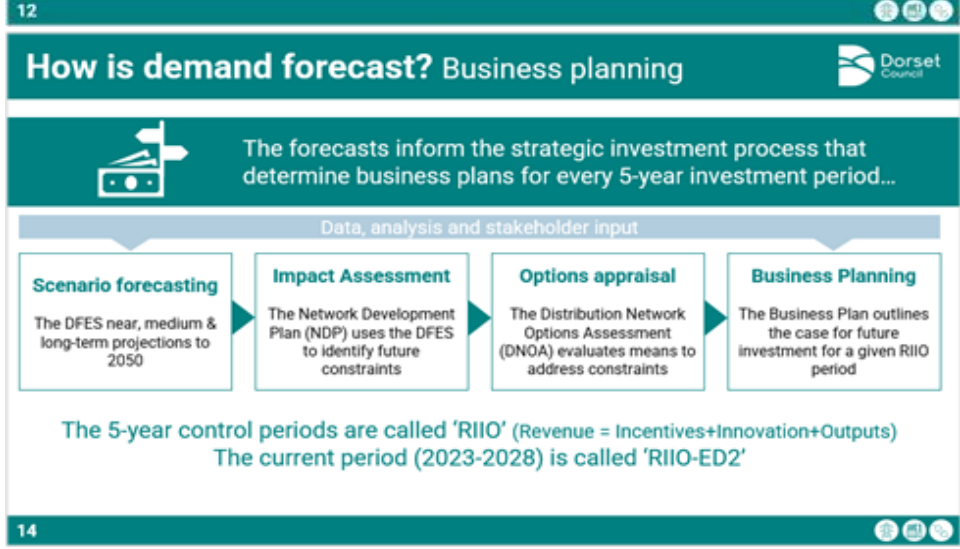 12
How is demand forecast? Business planning
Dorset
Council
The forecasts inform the strategic investment process that
determine business plans for every 5-year investment period...
Data, analysis and stakeholder input
Scenario forecasting
The DFES near, medium &
long-term projections to
2050
Impact Assessment
The Network Development
Plan (NDP) uses the DFES
to identify future
constraints
Options appraisal
The Distribution Network
Options Assessment
(DNOA) evaluates means to
address constraints
Business Planning
The Business Plan outlines
the case for future
investment for a given RIIO
period
The 5-year control periods are called ‘RIIO’ (Revenue = Incentives+Innovation+Outputs)
The current period (2023-2028) is called ‘RIIO-ED2’
14